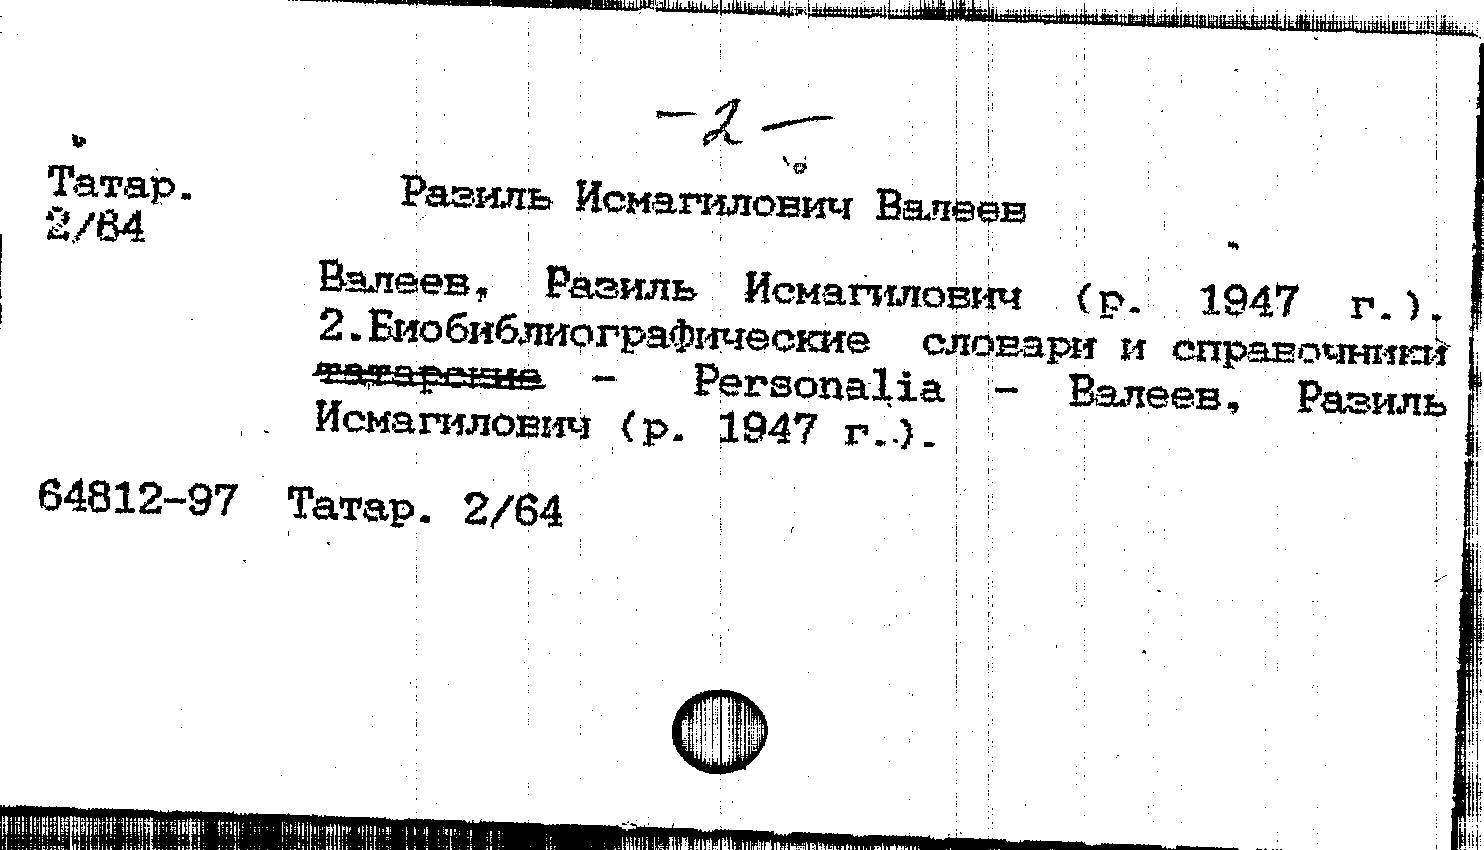 -2-
Татар.
2/64
Разиль Исмагилович Валеев
Валеев, Разиль Исмагилович (р. 1947 г.).
2.Биобиблиографические словари и справочники
татарские - Personalia - Валеев, Разиль
Исмагилович (р. 1947 г.).
64812-97 Татар. 2/64